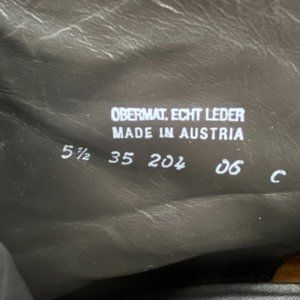 OBERMAT. ECHT LEDER
MADE IN AUSTRIA
5½ 35 204 06 C